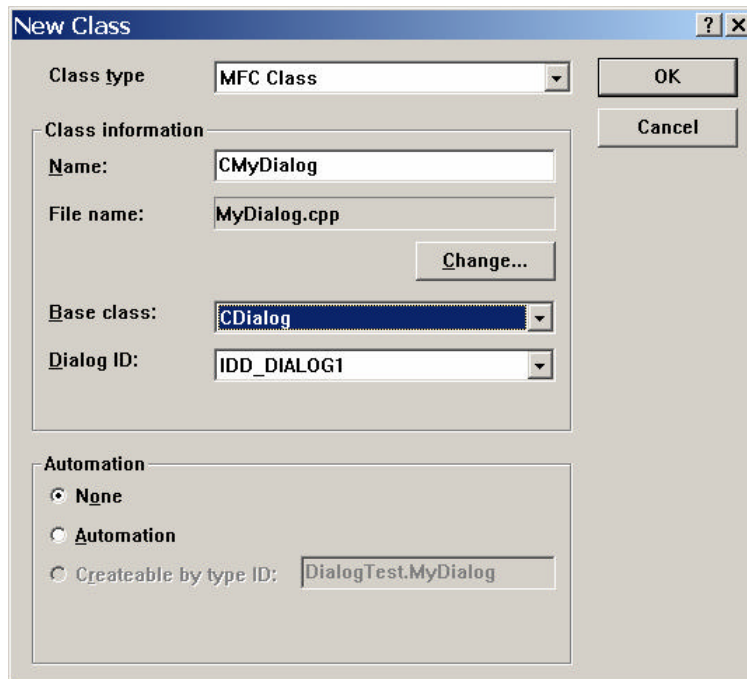 New Class
Class type MFC Class OK
Cancel
Class information
Name: CMyDialog
File name: MyDialog.cpp
Change...
Base class: CDialog
Dialog ID: IDD_DIALOG1
Automation
None
Automation
Createable by type ID: DialogTest.MyDialog